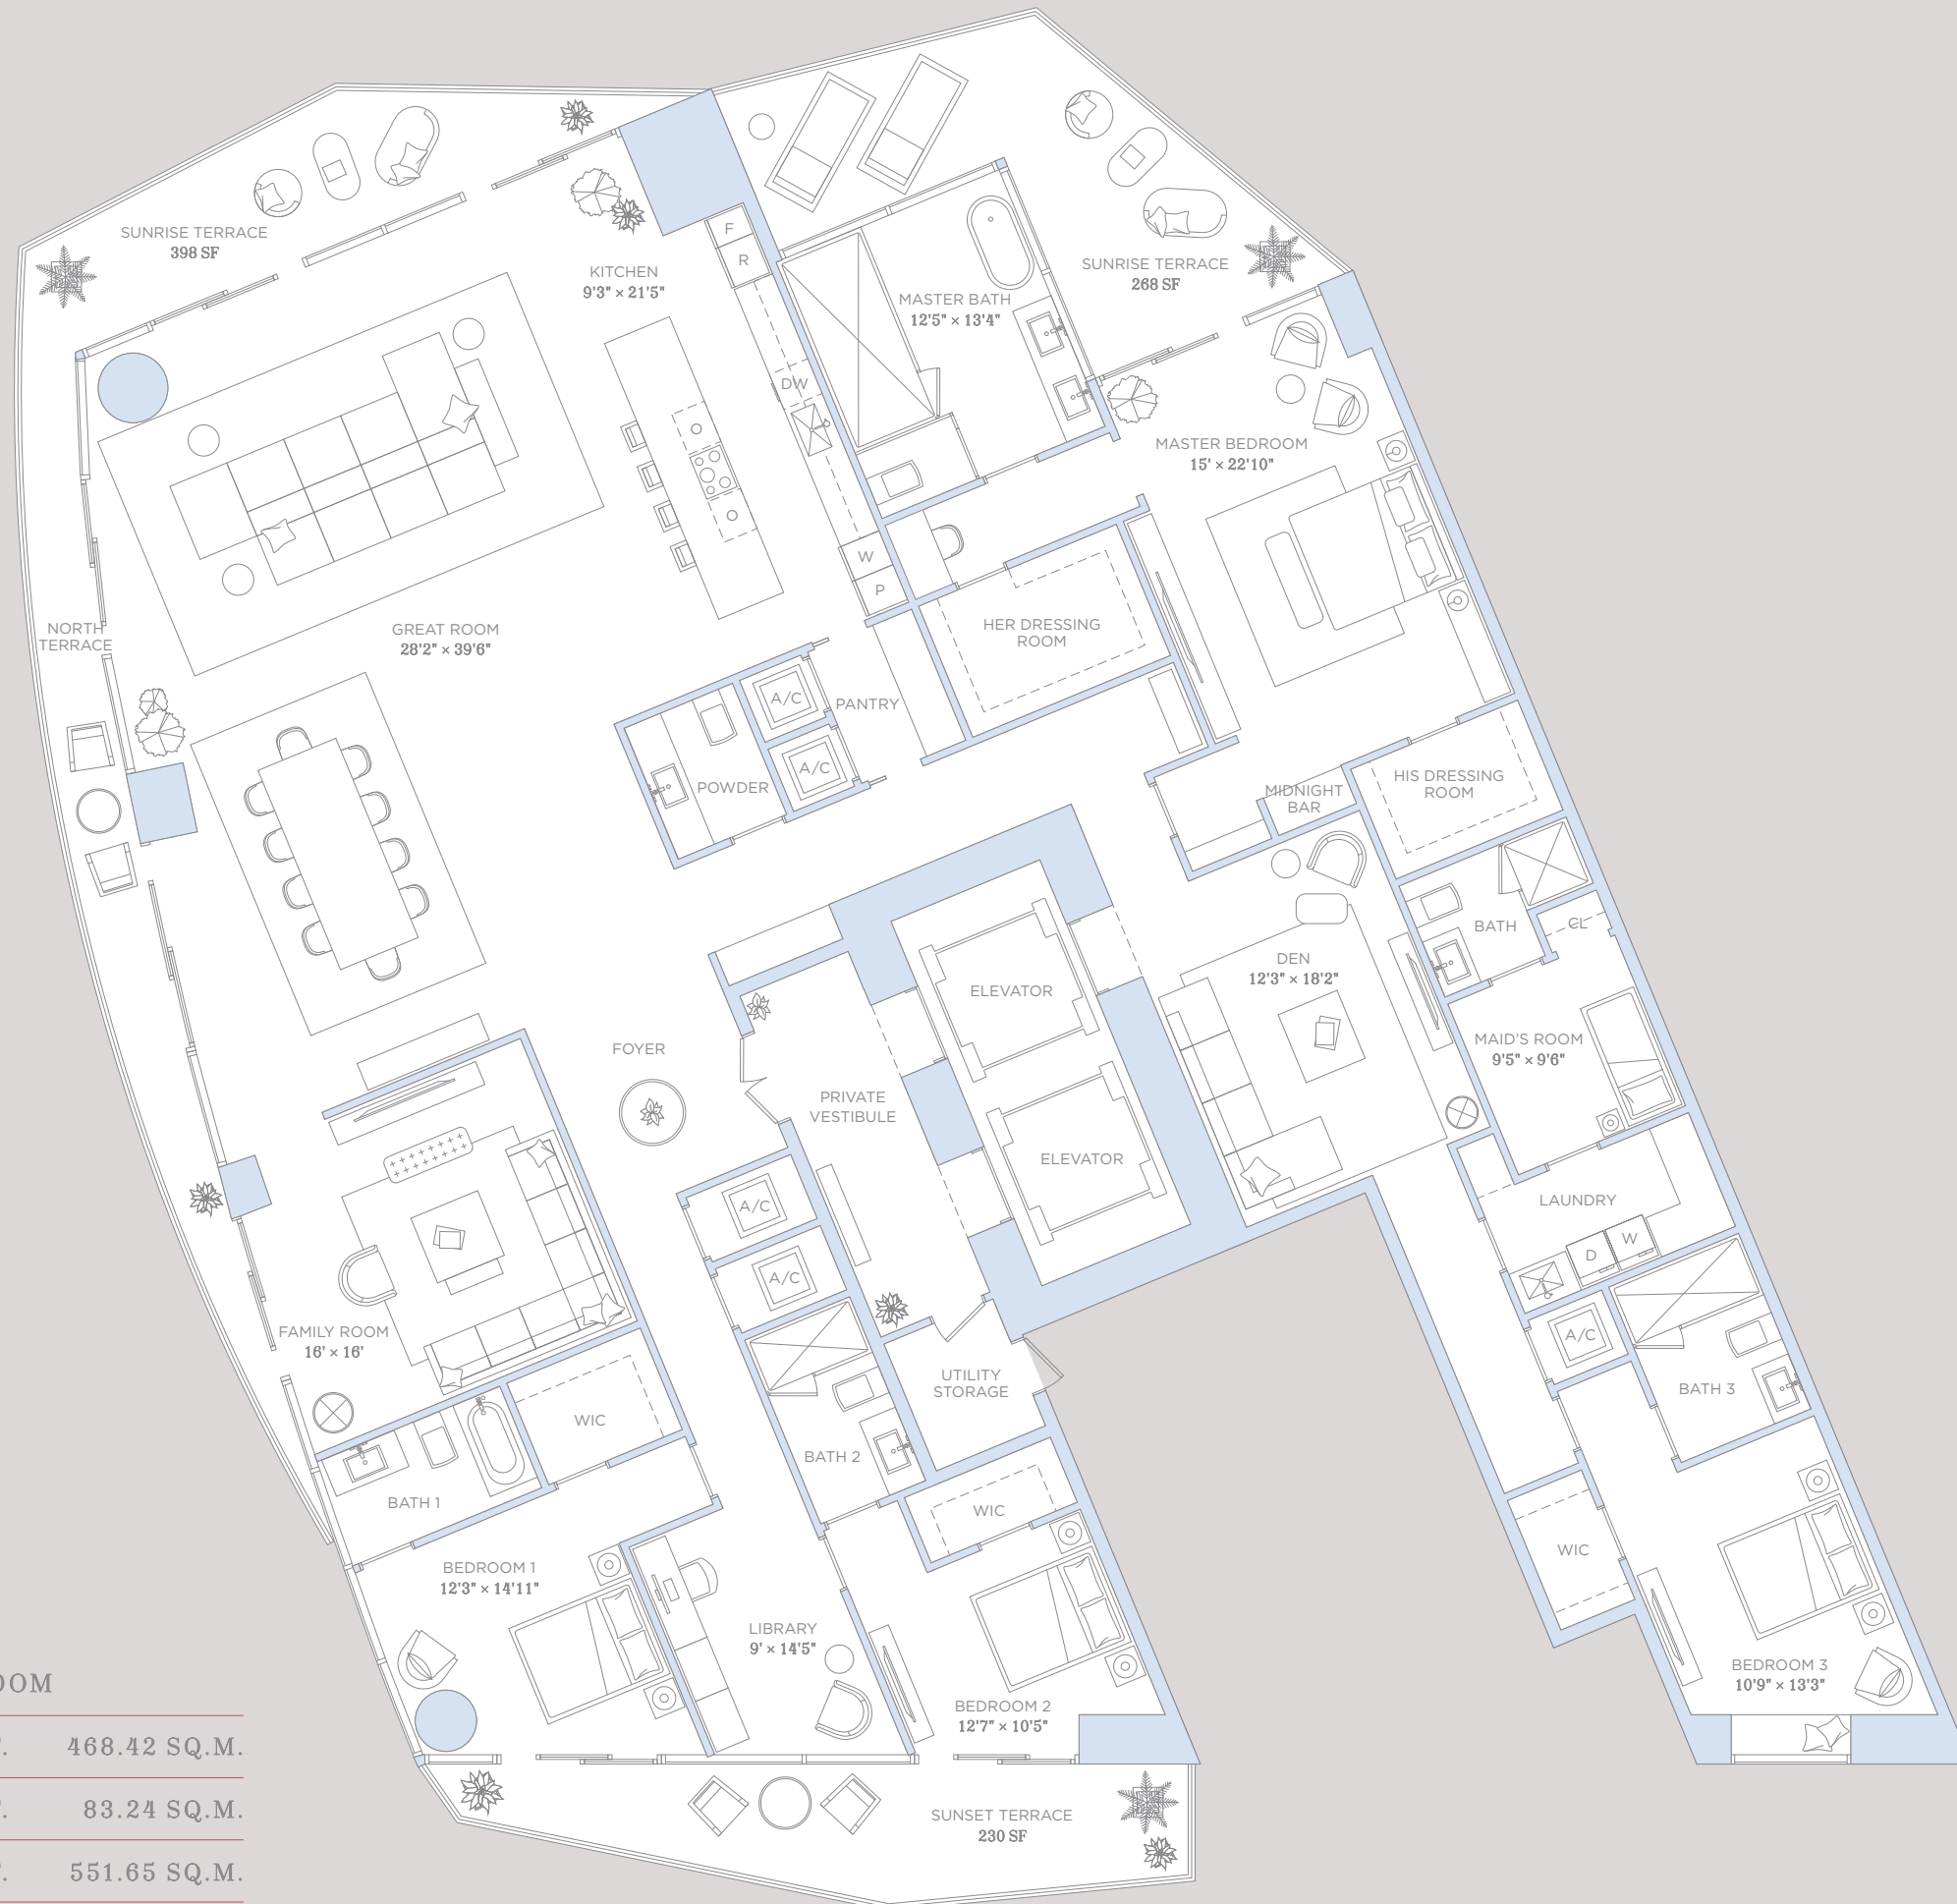 SUNRISE TERRACE
398 SF
KITCHEN
9'3" × 21'5"
F
R
DW
MASTER BATH
12'5" × 13'4"
SUNRISE TERRACE
268 SF
MASTER BEDROOM
15' × 22'10"
W
P
NORTH
TERRACE
GREAT ROOM
28'2" × 39'6"
HER DRESSING
ROOM
A/C
PANTRY
A/C
POWDER
MIDNIGHT
BAR
HIS DRESSING
ROOM
BATH
CL
DEN
12'3" × 18'2"
ELEVATOR
FOYER
MAID'S ROOM
9'5" × 9'6"
PRIVATE
VESTIBULE
ELEVATOR
A/C
LAUNDRY
D
W
A/C
FAMILY ROOM
16' × 16'
A/C
UTILITY
STORAGE
BATH 3
WIC
BATH 2
BATH 1
WIC
WIC
BEDROOM 1
12'3" × 14'11"
LIBRARY
9' × 14'5"
BEDROOM 2
12'7" × 10'5"
BEDROOM 3
10'9" × 13'3"
SUNSET TERRACE
230 SF
468.42 SQ.M.
83.24 SQ.M.
551.65 SQ.M.